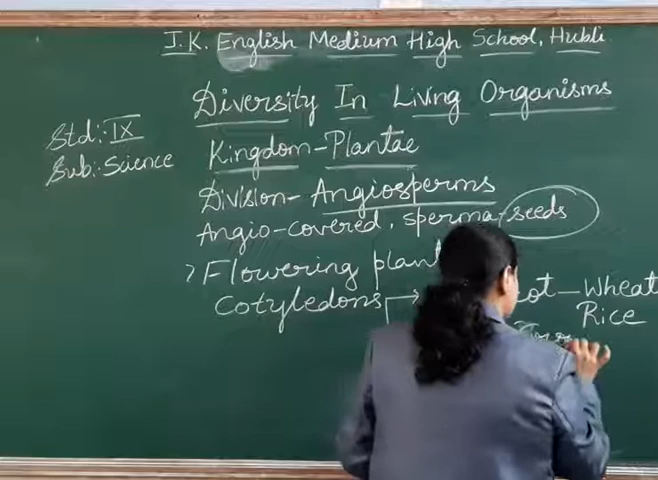 J.K. English Medium High School, Hubli
Diversity In Living Organisms
Std:- IX
Sub:- Science
Kingdom-Plantae
Division- Angiosperms
Angio-covered, sperma-seeds
> Flowering plant
Cotyledons
ot - Wheat
Rice